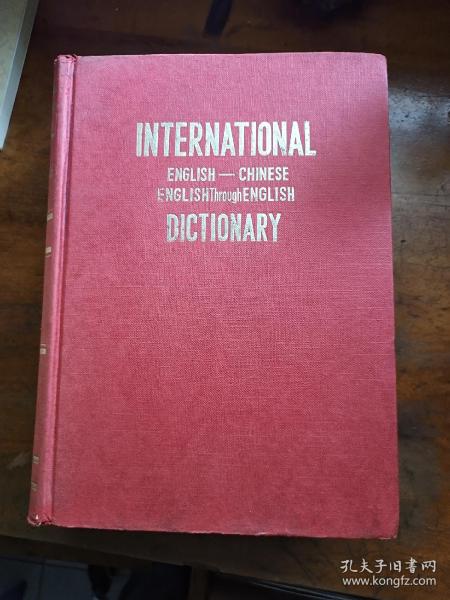 INTERNATIONAL
ENGLISH — CHINESE
ENGLISHThroughENGLISH
DICTIONARY
孔夫子旧书网
www.kongfz.com